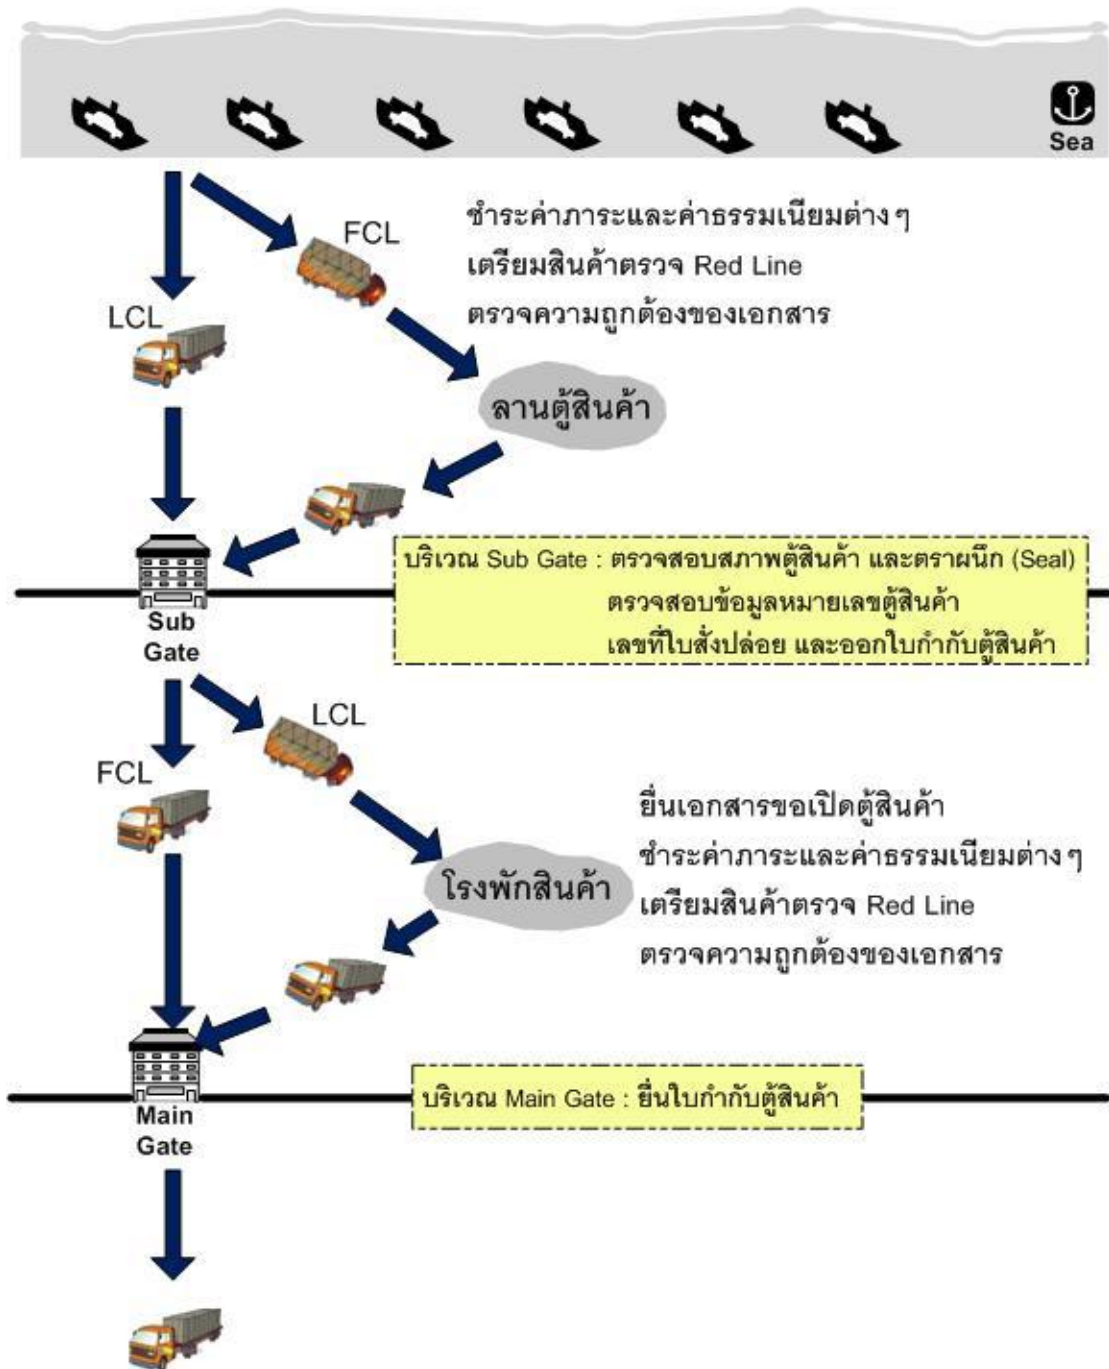 Sea
FCL
ชำระค่าภาระและค่าธรรมเนียมต่างๆ
เตรียมสินค้าตรวจ Red Line
ตรวจความถูกต้องของเอกสาร
LCL
ลานตู้สินค้า
บริเวณ Sub Gate : ตรวจสอบสภาพตู้สินค้า และตราผนึก (Seal)
ตรวจสอบข้อมูลหมายเลขตู้สินค้า
เลขที่ใบสั่งปล่อย และออกใบกำกับตู้สินค้า
Sub
Gate
LCL
FCL
ยื่นเอกสารขอเปิดตู้สินค้า
ชำระค่าภาระและค่าธรรมเนียมต่างๆ
เตรียมสินค้าตรวจ Red Line
ตรวจความถูกต้องของเอกสาร
โรงพักสินค้า
บริเวณ Main Gate : ยื่นใบกำกับตู้สินค้า
Main
Gate